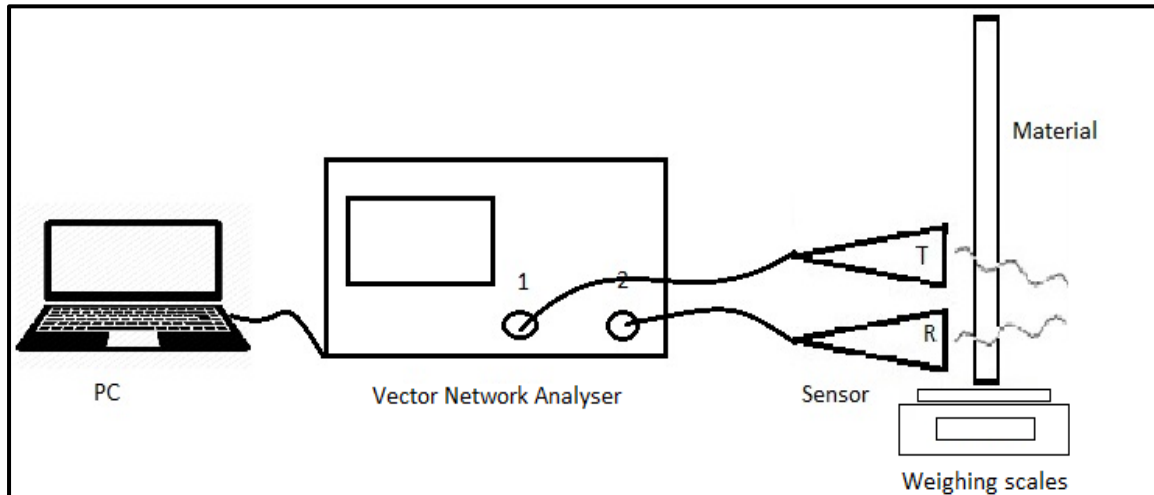 Material
T
1
2
R
PC
Vector Network Analyser
Sensor
Weighing scales